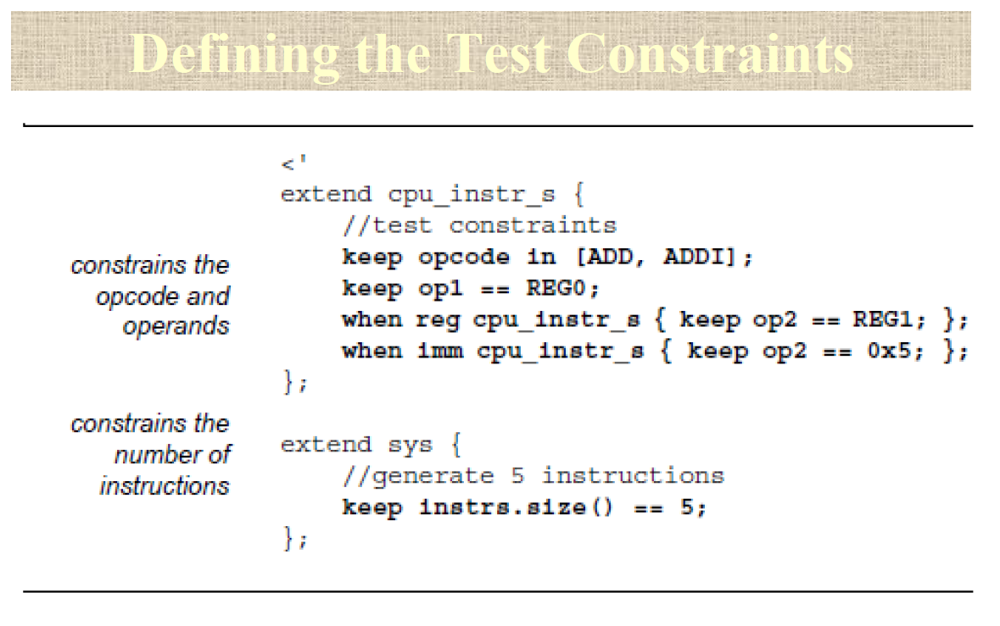 Defining the Test Constraints
<'
extend cpu_instr_s {
//test constraints
constrains the
opcode and
operands
keep opcode in [ADD, ADDI];
keep op1 == REG0;
when reg cpu_instr_s { keep op2 == REG1; };
when imm cpu_instr_s { keep op2 == 0x5; };
};
constrains the
number of
instructions
extend sys {
//generate 5 instructions
keep instrs.size() == 5;
};